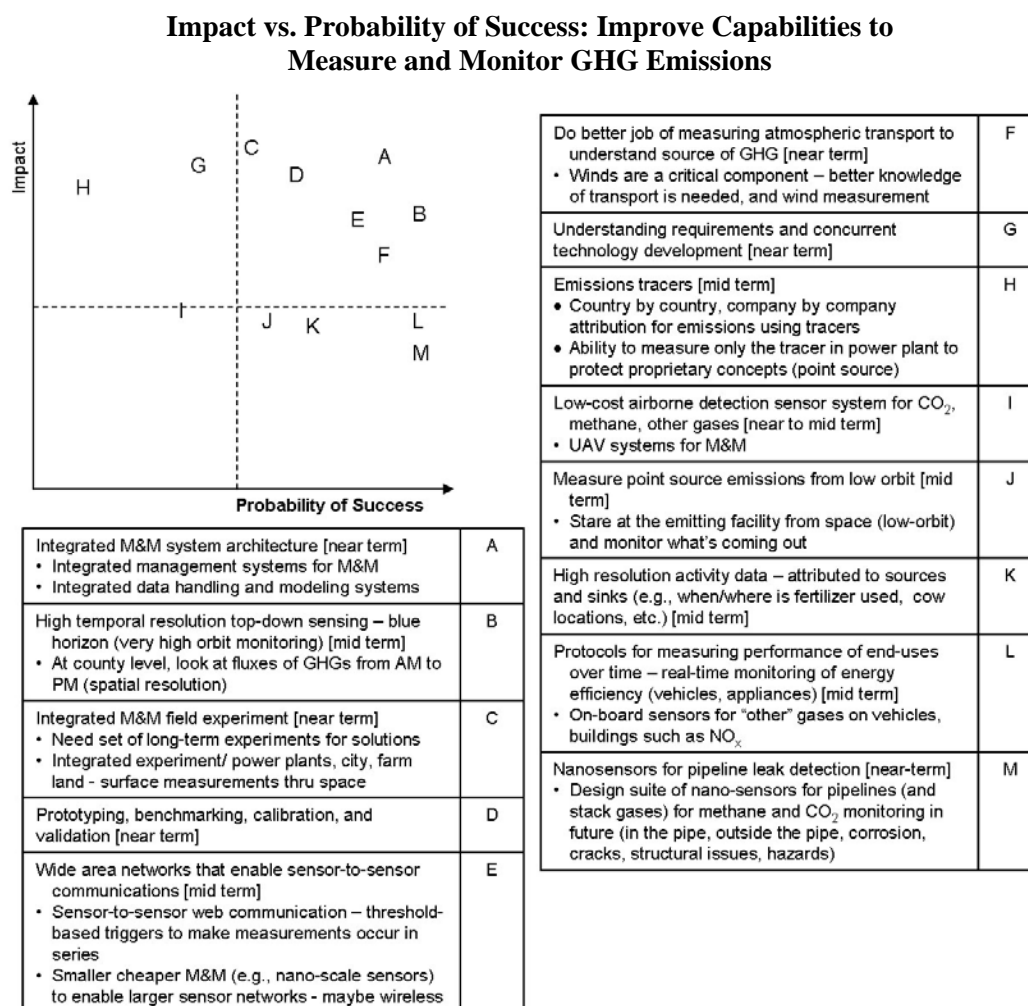 Impact vs. Probability of Success: Improve Capabilities to
Measure and Monitor GHG Emissions
Impact
C
A
G
D
H
B
E
F
I
J
K
L
M
Probability of Success
Integrated M&M system architecture [near term]
• Integrated management systems for M&M
• Integrated data handling and modeling systems
A
High temporal resolution top-down sensing – blue
horizon (very high orbit monitoring) [mid term]
• At county level, look at fluxes of GHGs from AM to
PM (spatial resolution)
B
Integrated M&M field experiment [near term]
• Need set of long-term experiments for solutions
• Integrated experiment/ power plants, city, farm
land - surface measurements thru space
C
Prototyping, benchmarking, calibration, and
validation [near term]
D
Wide area networks that enable sensor-to-sensor
communications [mid term]
• Sensor-to-sensor web communication – threshold-
based triggers to make measurements occur in
series
• Smaller cheaper M&M (e.g., nano-scale sensors)
to enable larger sensor networks - maybe wireless
E
Do better job of measuring atmospheric transport to
understand source of GHG [near term]
• Winds are a critical component – better knowledge
of transport is needed, and wind measurement
F
Understanding requirements and concurrent
technology development [near term]
G
Emissions tracers [mid term]
• Country by country, company by company
attribution for emissions using tracers
• Ability to measure only the tracer in power plant to
protect proprietary concepts (point source)
H
Low-cost airborne detection sensor system for CO₂,
methane, other gases [near to mid term]
• UAV systems for M&M
I
Measure point source emissions from low orbit [mid
term]
• Stare at the emitting facility from space (low-orbit)
and monitor what's coming out
J
High resolution activity data – attributed to sources
and sinks (e.g., when/where is fertilizer used, cow
locations, etc.) [mid term]
K
Protocols for measuring performance of end-uses
over time – real-time monitoring of energy
efficiency (vehicles, appliances) [mid term]
• On-board sensors for "other" gases on vehicles,
buildings such as NOₓ
L
Nanosensors for pipeline leak detection [near-term]
• Design suite of nano-sensors for pipelines (and
stack gases) for methane and CO₂ monitoring in
future (in the pipe, outside the pipe, corrosion,
cracks, structural issues, hazards)
M